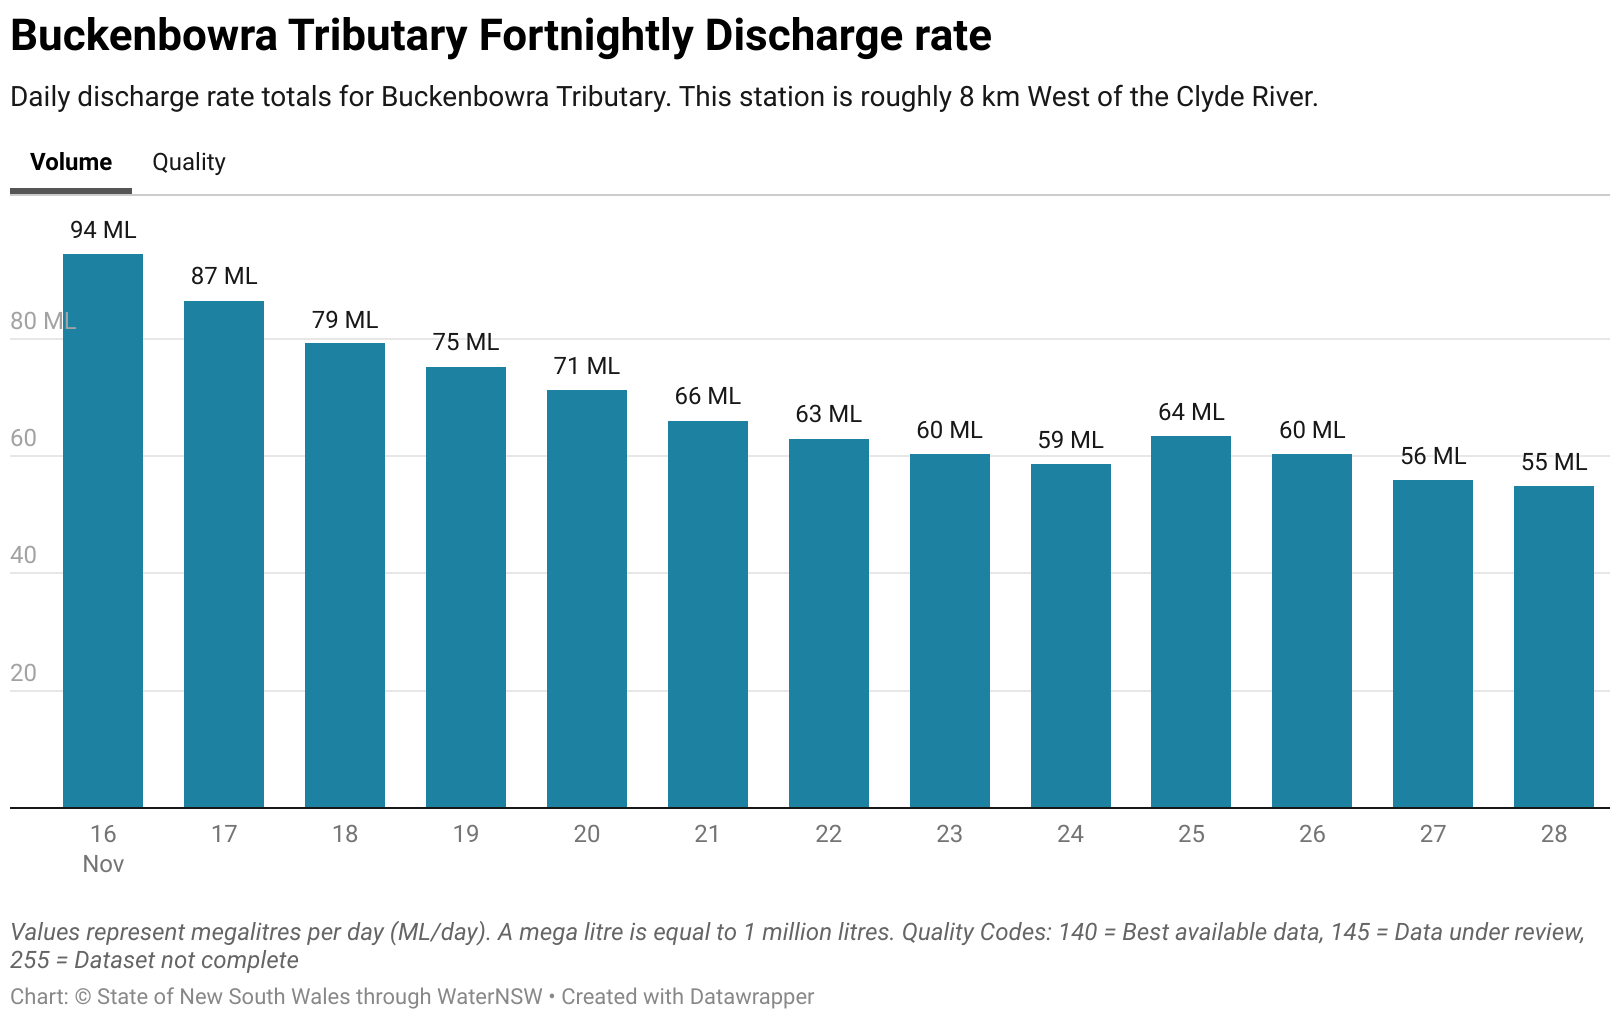 Buckenbowra Tributary Fortnightly Discharge rate
Daily discharge rate totals for Buckenbowra Tributary. This station is roughly 8 km West of the Clyde River.
Volume Quality
94 ML
87 ML
79 ML
75 ML
71 ML
66 ML
63 ML
60 ML
59 ML
64 ML
60 ML
56 ML
55 ML
80 ML
60
40
20
16 17 18 19 20 21 22 23 24 25 26 27 28
Nov
Values represent megalitres per day (ML/day). A mega litre is equal to 1 million litres. Quality Codes: 140 = Best available data, 145 = Data under review,
255 = Dataset not complete
Chart: © State of New South Wales through WaterNSW • Created with Datawrapper